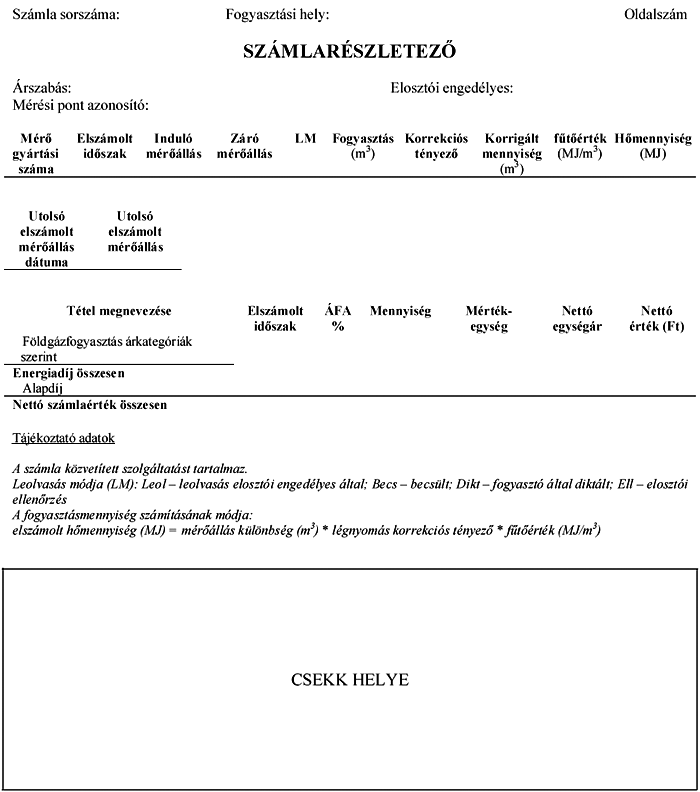 Számla sorszáma: Fogyasztási hely: Oldalszám
SZÁMLARÉSZLETEZŐ
Árszabás: Elosztói engedélyes:
Mérési pont azonosító:
Mérő Elszámolt Induló Záró LM Fogyasztás Korrekciós Korrigált fűtőérték Hőmennyiség
gyártási időszak mérőállás mérőállás (m³) tényező mennyiség (MJ/m³) (MJ)
száma (m³)
Utolsó Utolsó
elszámolt elszámolt
mérőállás mérőállás
dátuma
Tétel megnevezése Elszámolt ÁFA Mennyiség Mérték- Nettó Nettó
időszak % egység egységár érték (Ft)
Földgázfogyasztás árkategóriák
szerint
Energiadíj összesen
Alapdíj
Nettó számlaérték összesen
Tájékoztató adatok
A számla közvetített szolgáltatást tartalmaz.
Leolvasás módja (LM): Leol – leolvasás elosztói engedélyes által; Becs – becsült; Dikt – fogyasztó által diktált; Ell – elosztói
ellenőrzés
A fogyasztásmennyiség számításának módja:
elszámolt hőmennyiség (MJ) = mérőállás különbség (m³) * légnyomás korrekciós tényező * fűtőérték (MJ/m³)
CSEKK HELYE